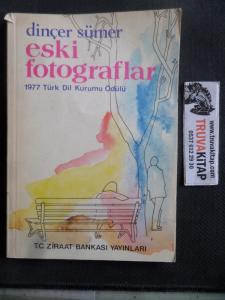 dinçer sümer
eski
fotograflar
1977 Türk Dil Kurumu Ödülü
T.C. ZİRAAT BANKASI YAYINLARI
www.truvakitap.com
TRUVAKİTAP
0537 612 29 30